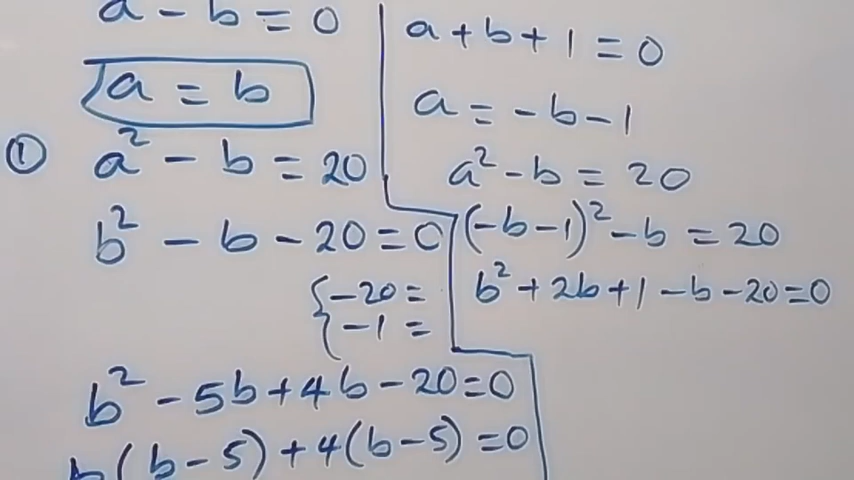 a - b = 0
a = b
① a² - b = 20
b² - b - 20 = 0
{ -20 =
-1 =
b² - 5b + 4b - 20 = 0
b(b - 5) + 4(b - 5) = 0
a + b + 1 = 0
a = -b - 1
a² - b = 20
(-b - 1)² - b = 20
b² + 2b + 1 - b - 20 = 0